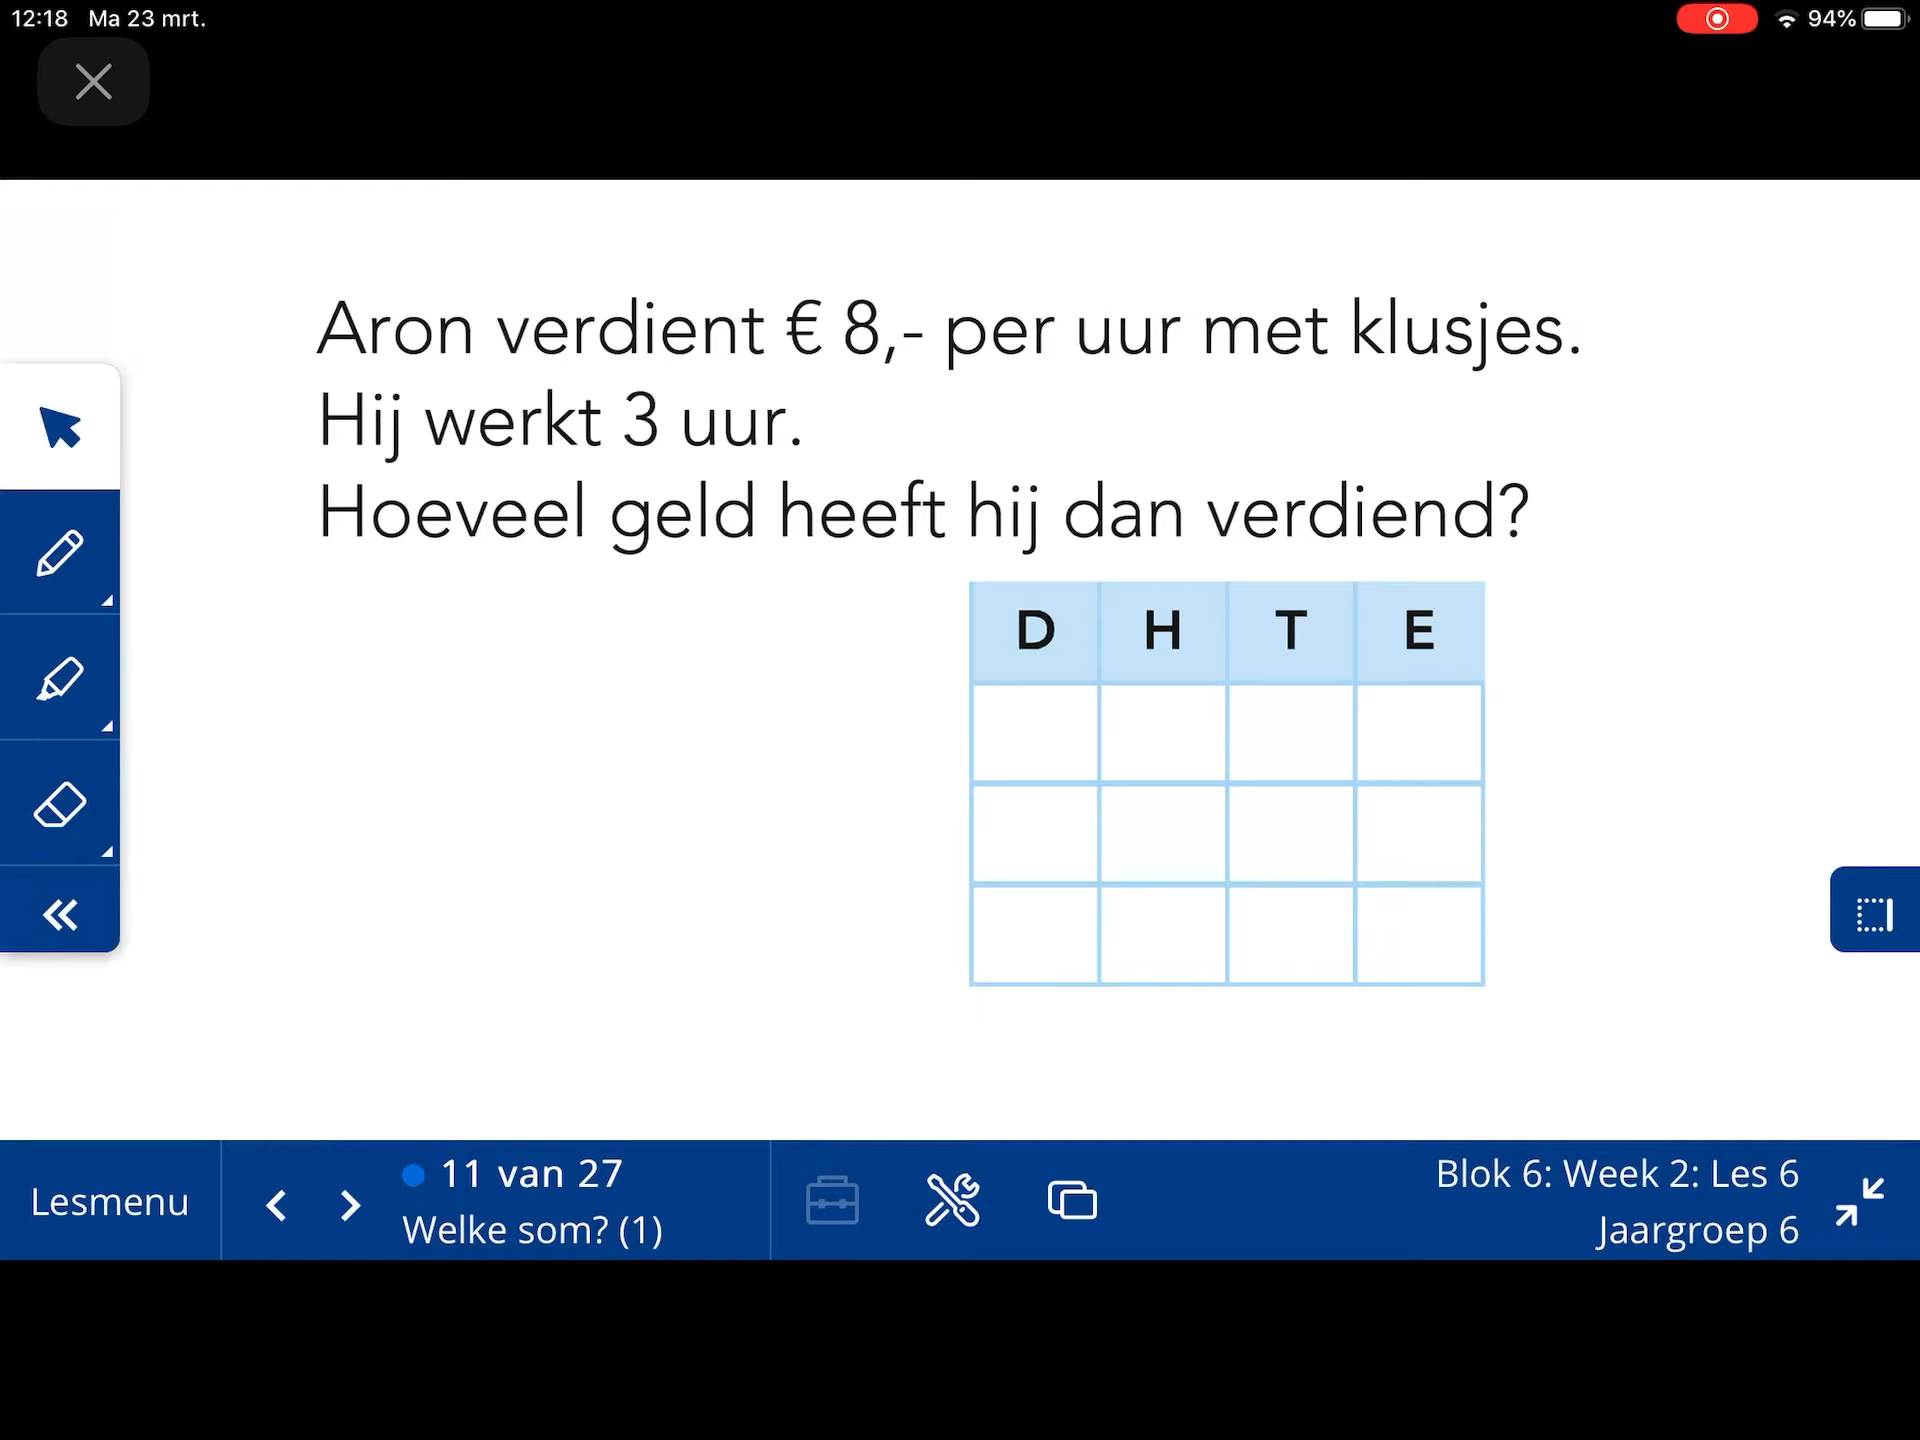 12:18 Ma 23 mrt.
94%
Aron verdient € 8,- per uur met klusjes.
Hij werkt 3 uur.
Hoeveel geld heeft hij dan verdiend?
D H T E
Lesmenu
11 van 27
Welke som? (1)
Blok 6: Week 2: Les 6
Jaargroep 6